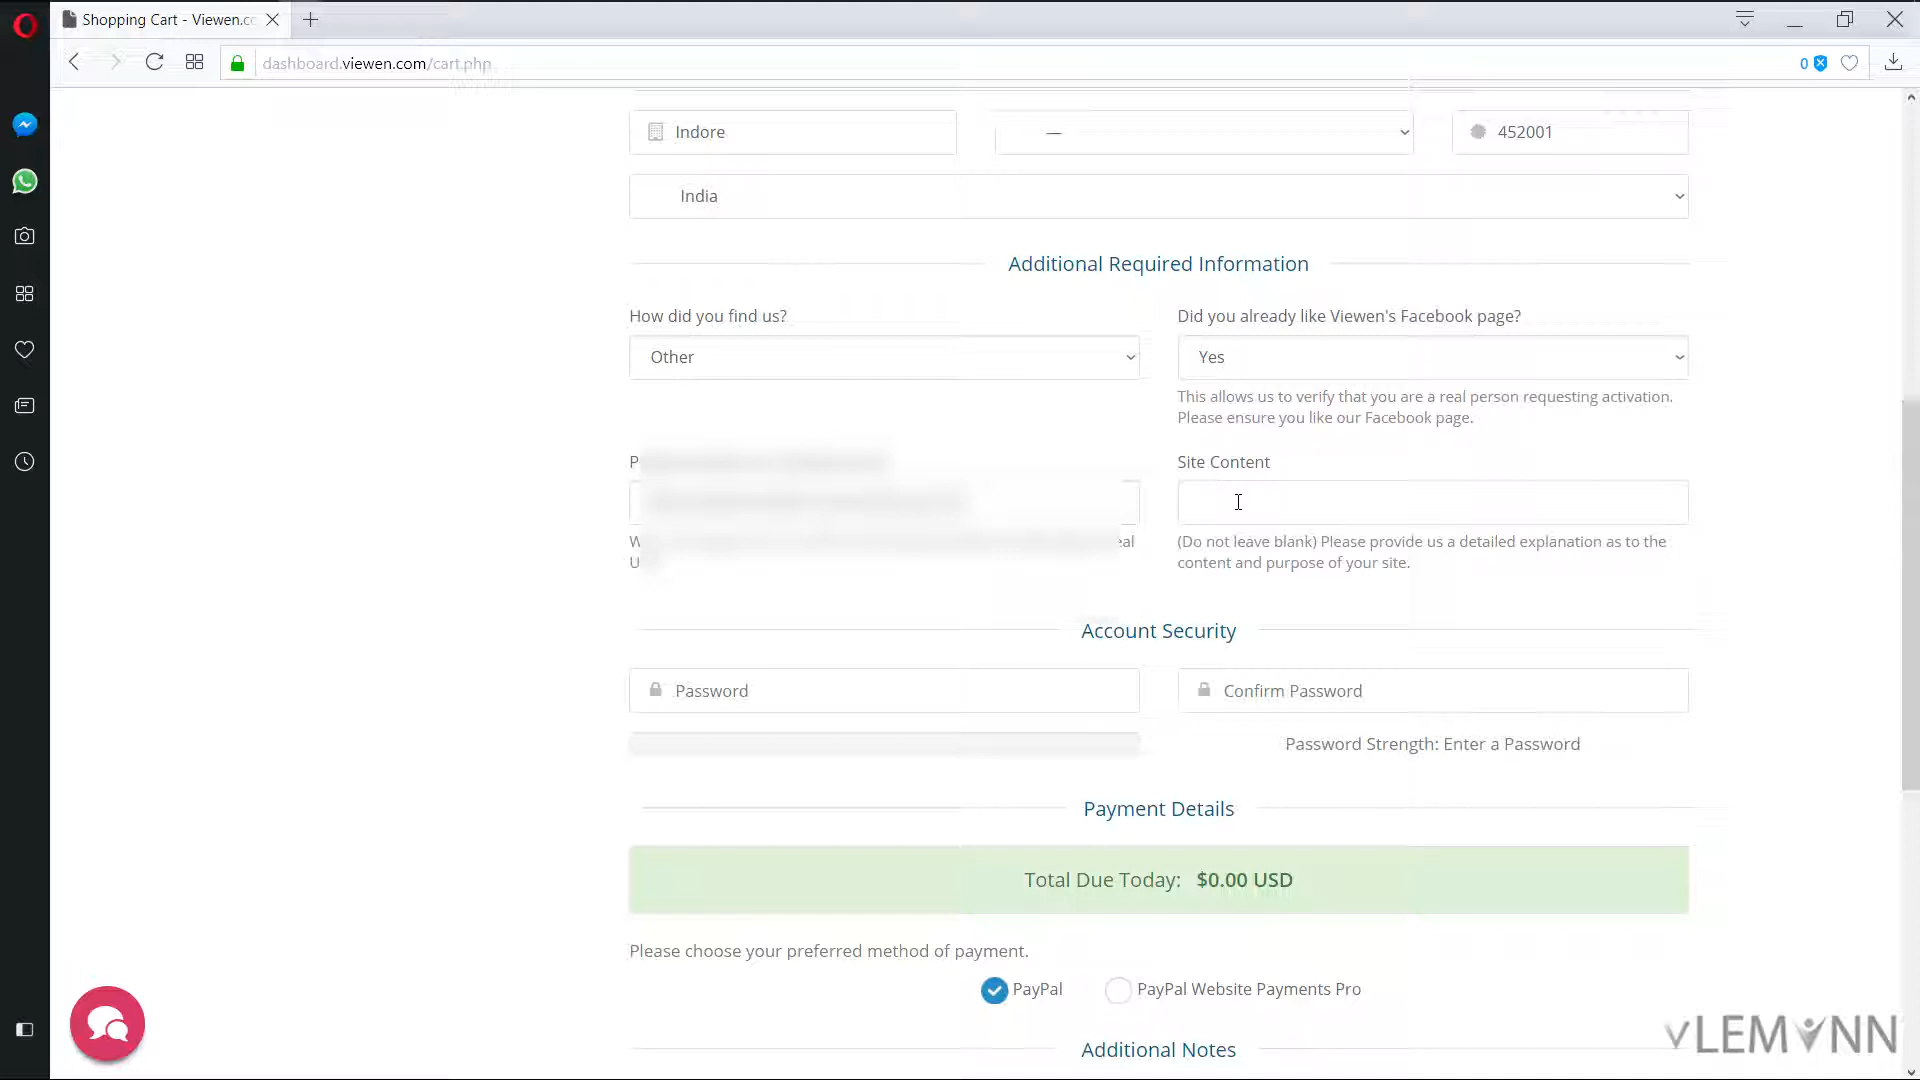 Shopping Cart - Viewen.c
dashboard.viewen.com/cart.php
0
Indore
—
452001
India
Additional Required Information
How did you find us?
Did you already like Viewen's Facebook page?
Other
Yes
This allows us to verify that you are a real person requesting activation.
Please ensure you like our Facebook page.
Site Content
(Do not leave blank) Please provide us a detailed explanation as to the
content and purpose of your site.
Account Security
Password
Confirm Password
Password Strength: Enter a Password
Payment Details
Total Due Today: $0.00 USD
Please choose your preferred method of payment.
PayPal
PayPal Website Payments Pro
Additional Notes
vLEMONN